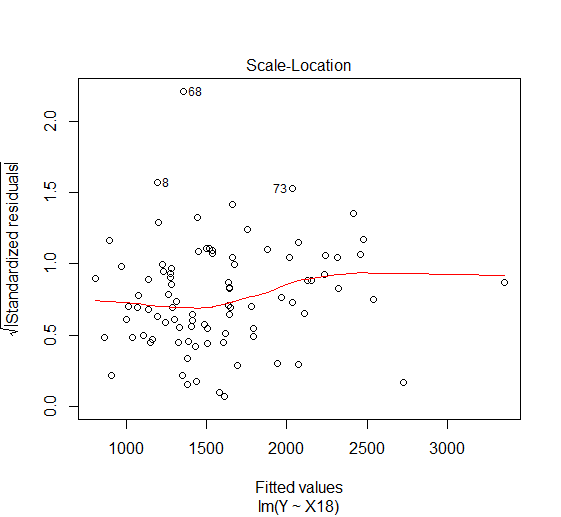 Scale-Location
√|Standardized residuals|
2.0
1.5
1.0
0.5
0.0
68
8
73
1000 1500 2000 2500 3000
Fitted values
lm(Y ~ X18)